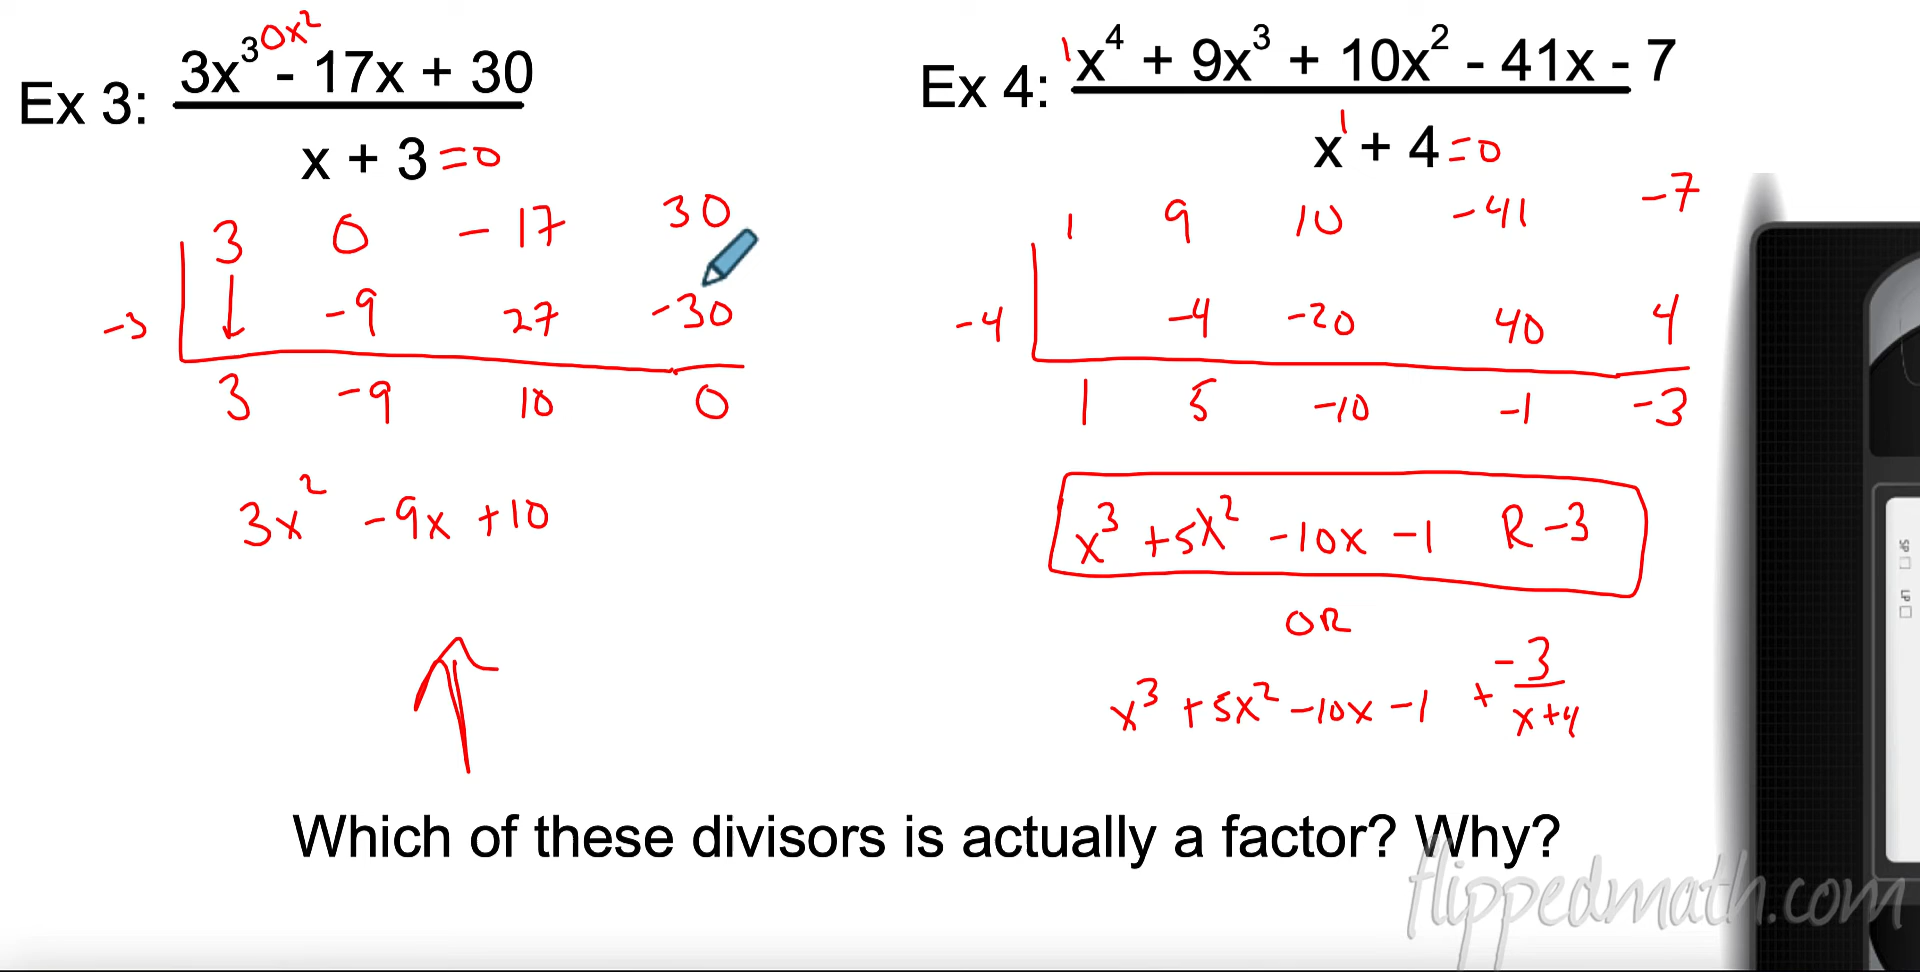 Ex 3: 3x³ 0x² - 17x + 30
x + 3 =0
3 0 -17 30
-3 -9 27 -30
3 -9 10 0
3x² -9x +10
Ex 4: 1x⁴ + 9x³ + 10x² - 41x - 7
x¹ + 4 =0
1 9 10 -41 -7
-4 -4 -20 40 4
1 5 -10 -1 -3
x³ +5x² -10x -1 R -3
OR
x³ +5x² -10x -1 + -3/x+4
Which of these divisors is actually a factor? Why?
flippedmath.com
SP
LP